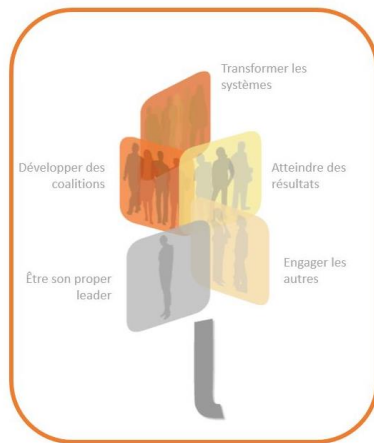 Transformer les
systèmes
Développer des
coalitions
Atteindre des
résultats
Engager les
autres
Être son proper
leader